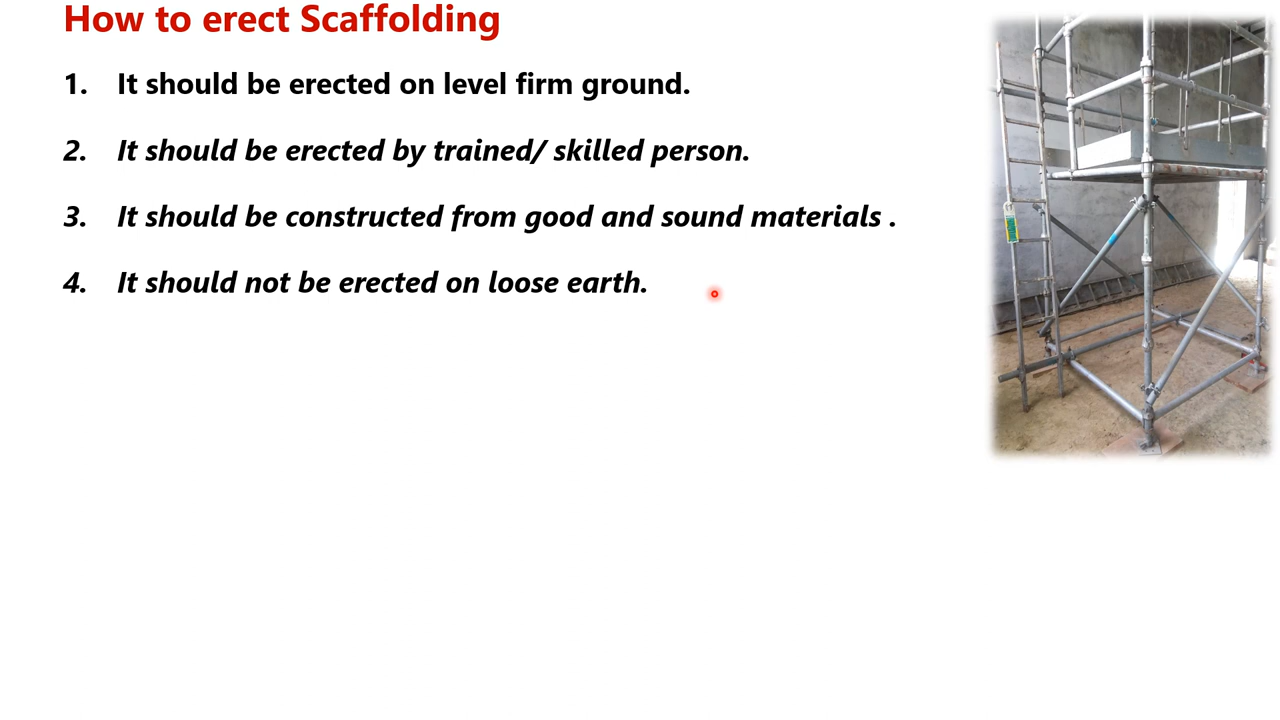 How to erect Scaffolding
1. It should be erected on level firm ground.
2. It should be erected by trained/ skilled person.
3. It should be constructed from good and sound materials .
4. It should not be erected on loose earth.